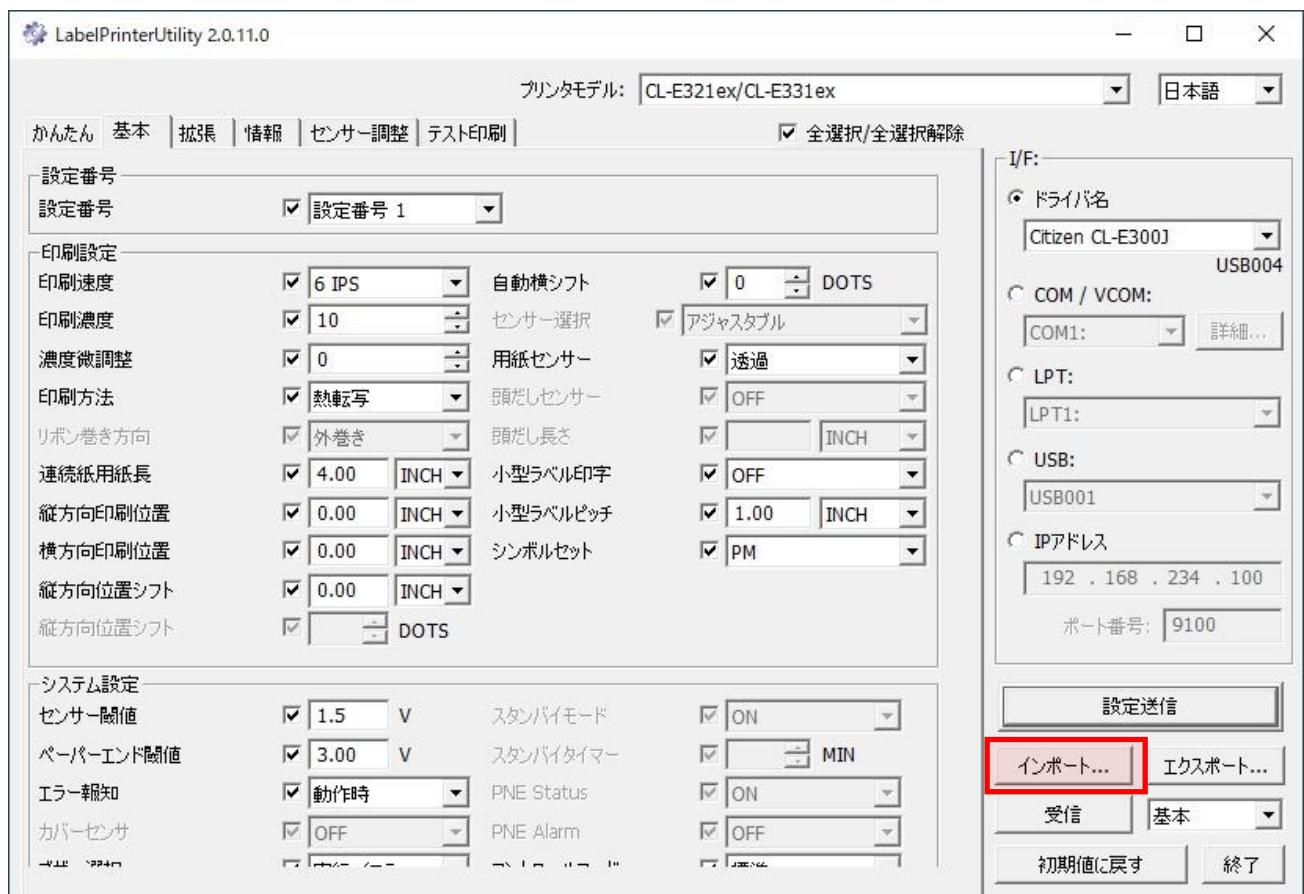 LabelPrinterUtility 2.0.11.0
プリンタモデル: CL-E321ex/CL-E331ex 日本語
かんたん 基本 拡張 情報 センサー調整 テスト印刷 全選択/全選択解除
設定番号
設定番号 設定番号 1
印刷設定
印刷速度 6 IPS 自動横シフト 0 DOTS
印刷濃度 10 センサー選択 アジャスタブル
濃度微調整 0 用紙センサー 透過
印刷方法 熱転写 頭だしセンサー OFF
リボン巻き方向 外巻き 頭だし長さ INCH
連続紙用紙長 4.00 INCH 小型ラベル印字 OFF
縦方向印刷位置 0.00 INCH 小型ラベルピッチ 1.00 INCH
横方向印刷位置 0.00 INCH シンボルセット PM
縦方向位置シフト 0.00 INCH
縦方向位置シフト DOTS
システム設定
センサー閾値 1.5 V スタンバイモード ON
ペーパーエンド閾値 3.00 V スタンバイタイマー MIN
エラー報知 動作時 PNE Status ON
カバーセンサ OFF PNE Alarm OFF
I/F:
ドライバ名
Citizen CL-E300J
USB004
COM / VCOM:
COM1: 詳細...
LPT:
LPT1:
USB:
USB001
IPアドレス
192 . 168 . 234 . 100
ポート番号: 9100
設定送信
インポート... エクスポート...
受信 基本
初期値に戻す 終了